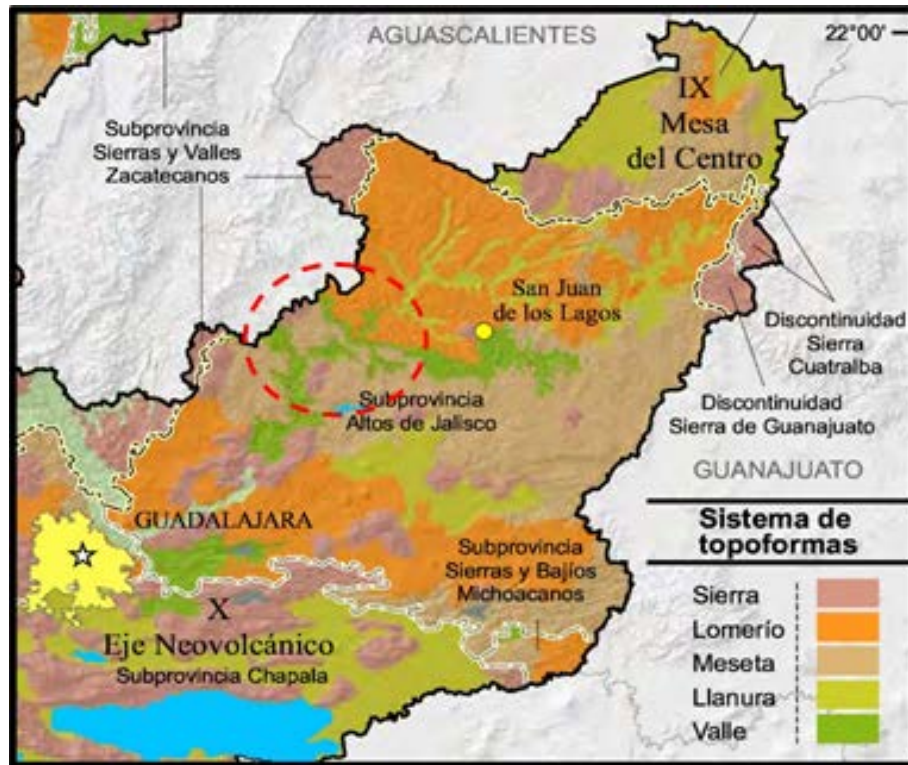 AGUASCALIENTES
22°00'
IX
Mesa
del Centro
Subprovincia
Sierras y Valles
Zacatecanos
San Juan
de los Lagos
Discontinuidad
Sierra
Cuatralba
Subprovincia
Altos de Jalisco
Discontinuidad
Sierra de Guanajuato
GUANAJUATO
GUADALAJARA
Subprovincia
Sierras y Bajíos
Michoacanos
X
Eje Neovolcánico
Subprovincia Chapala
Sistema de
topoformas
Sierra
Lomerío
Meseta
Llanura
Valle